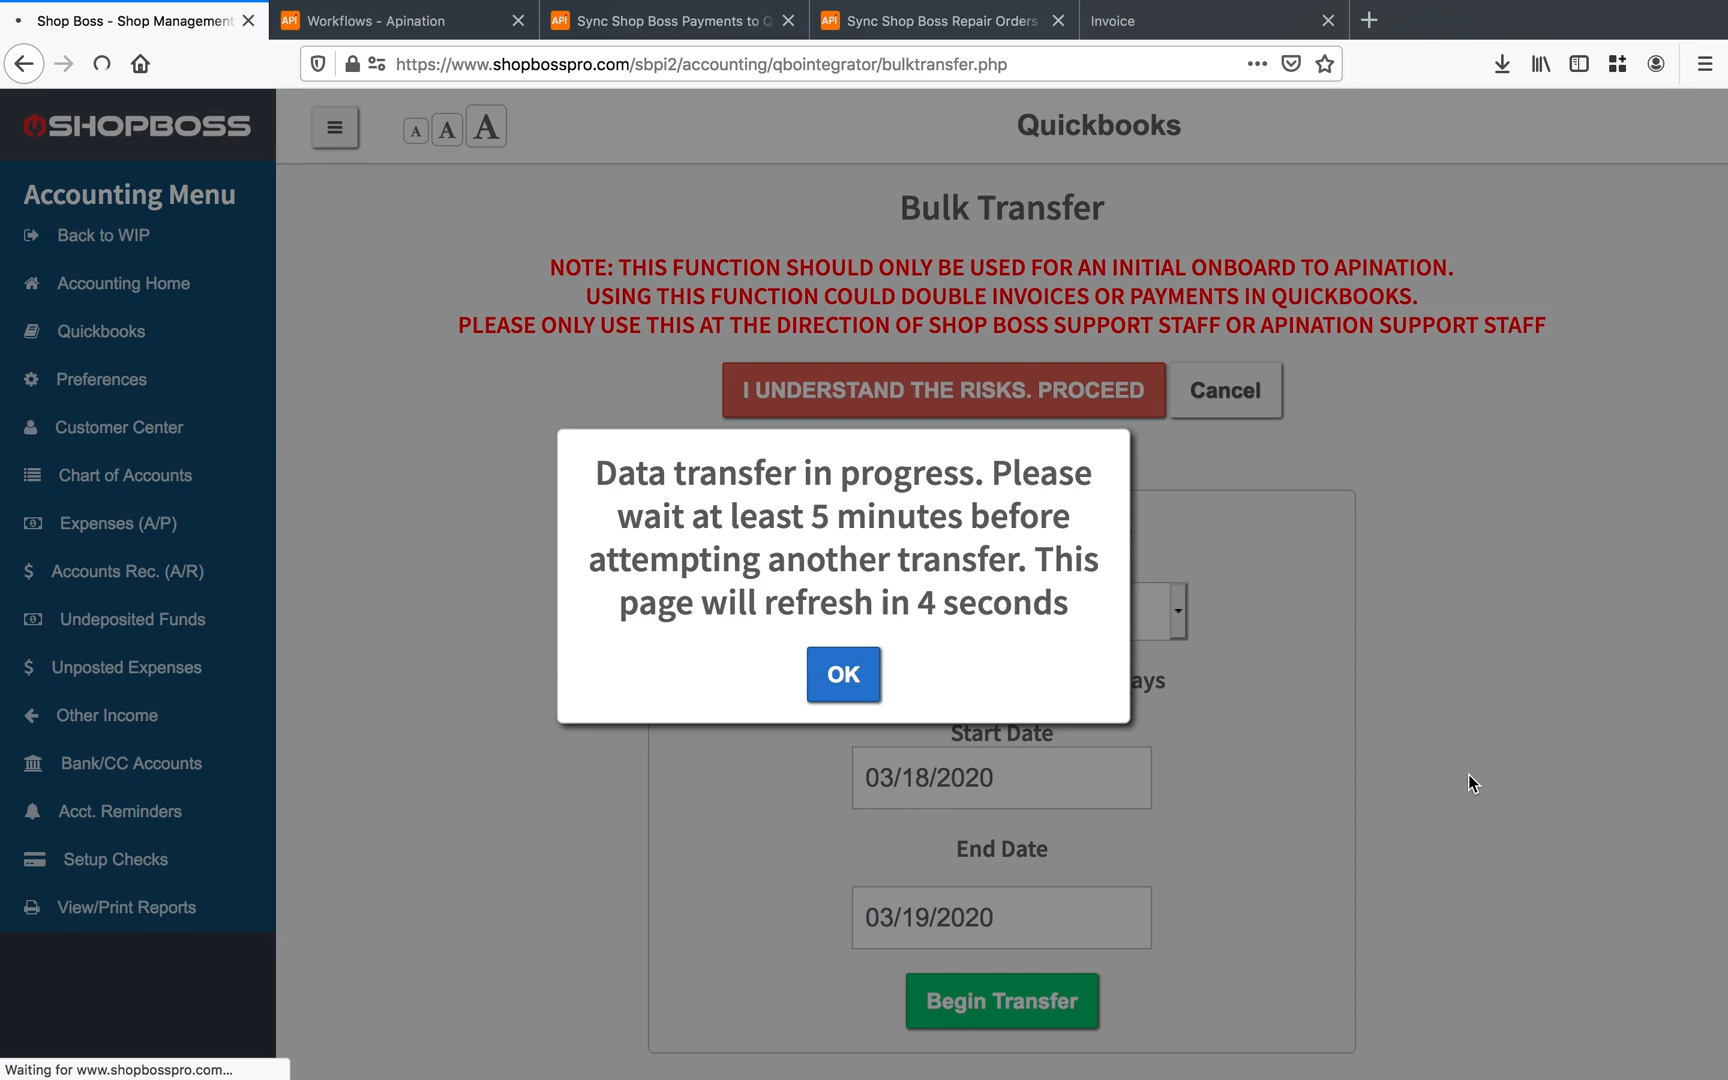 Shop Boss - Shop Management
API Workflows - Apination
API Sync Shop Boss Payments to Q
API Sync Shop Boss Repair Orders
Invoice
https://www.shopbosspro.com/sbpi2/accounting/qbointegrator/bulktransfer.php
SHOPBOSS
A A A
Quickbooks
Accounting Menu
Back to WIP
Accounting Home
Quickbooks
Preferences
Customer Center
Chart of Accounts
Expenses (A/P)
$ Accounts Rec. (A/R)
Undeposited Funds
$ Unposted Expenses
Other Income
Bank/CC Accounts
Acct. Reminders
Setup Checks
View/Print Reports
Bulk Transfer
NOTE: THIS FUNCTION SHOULD ONLY BE USED FOR AN INITIAL ONBOARD TO APINATION.
USING THIS FUNCTION COULD DOUBLE INVOICES OR PAYMENTS IN QUICKBOOKS.
PLEASE ONLY USE THIS AT THE DIRECTION OF SHOP BOSS SUPPORT STAFF OR APINATION SUPPORT STAFF
I UNDERSTAND THE RISKS. PROCEED
Cancel
Data transfer in progress. Please
wait at least 5 minutes before
attempting another transfer. This
page will refresh in 4 seconds
OK
ays
Start Date
03/18/2020
End Date
03/19/2020
Begin Transfer
Waiting for www.shopbosspro.com...